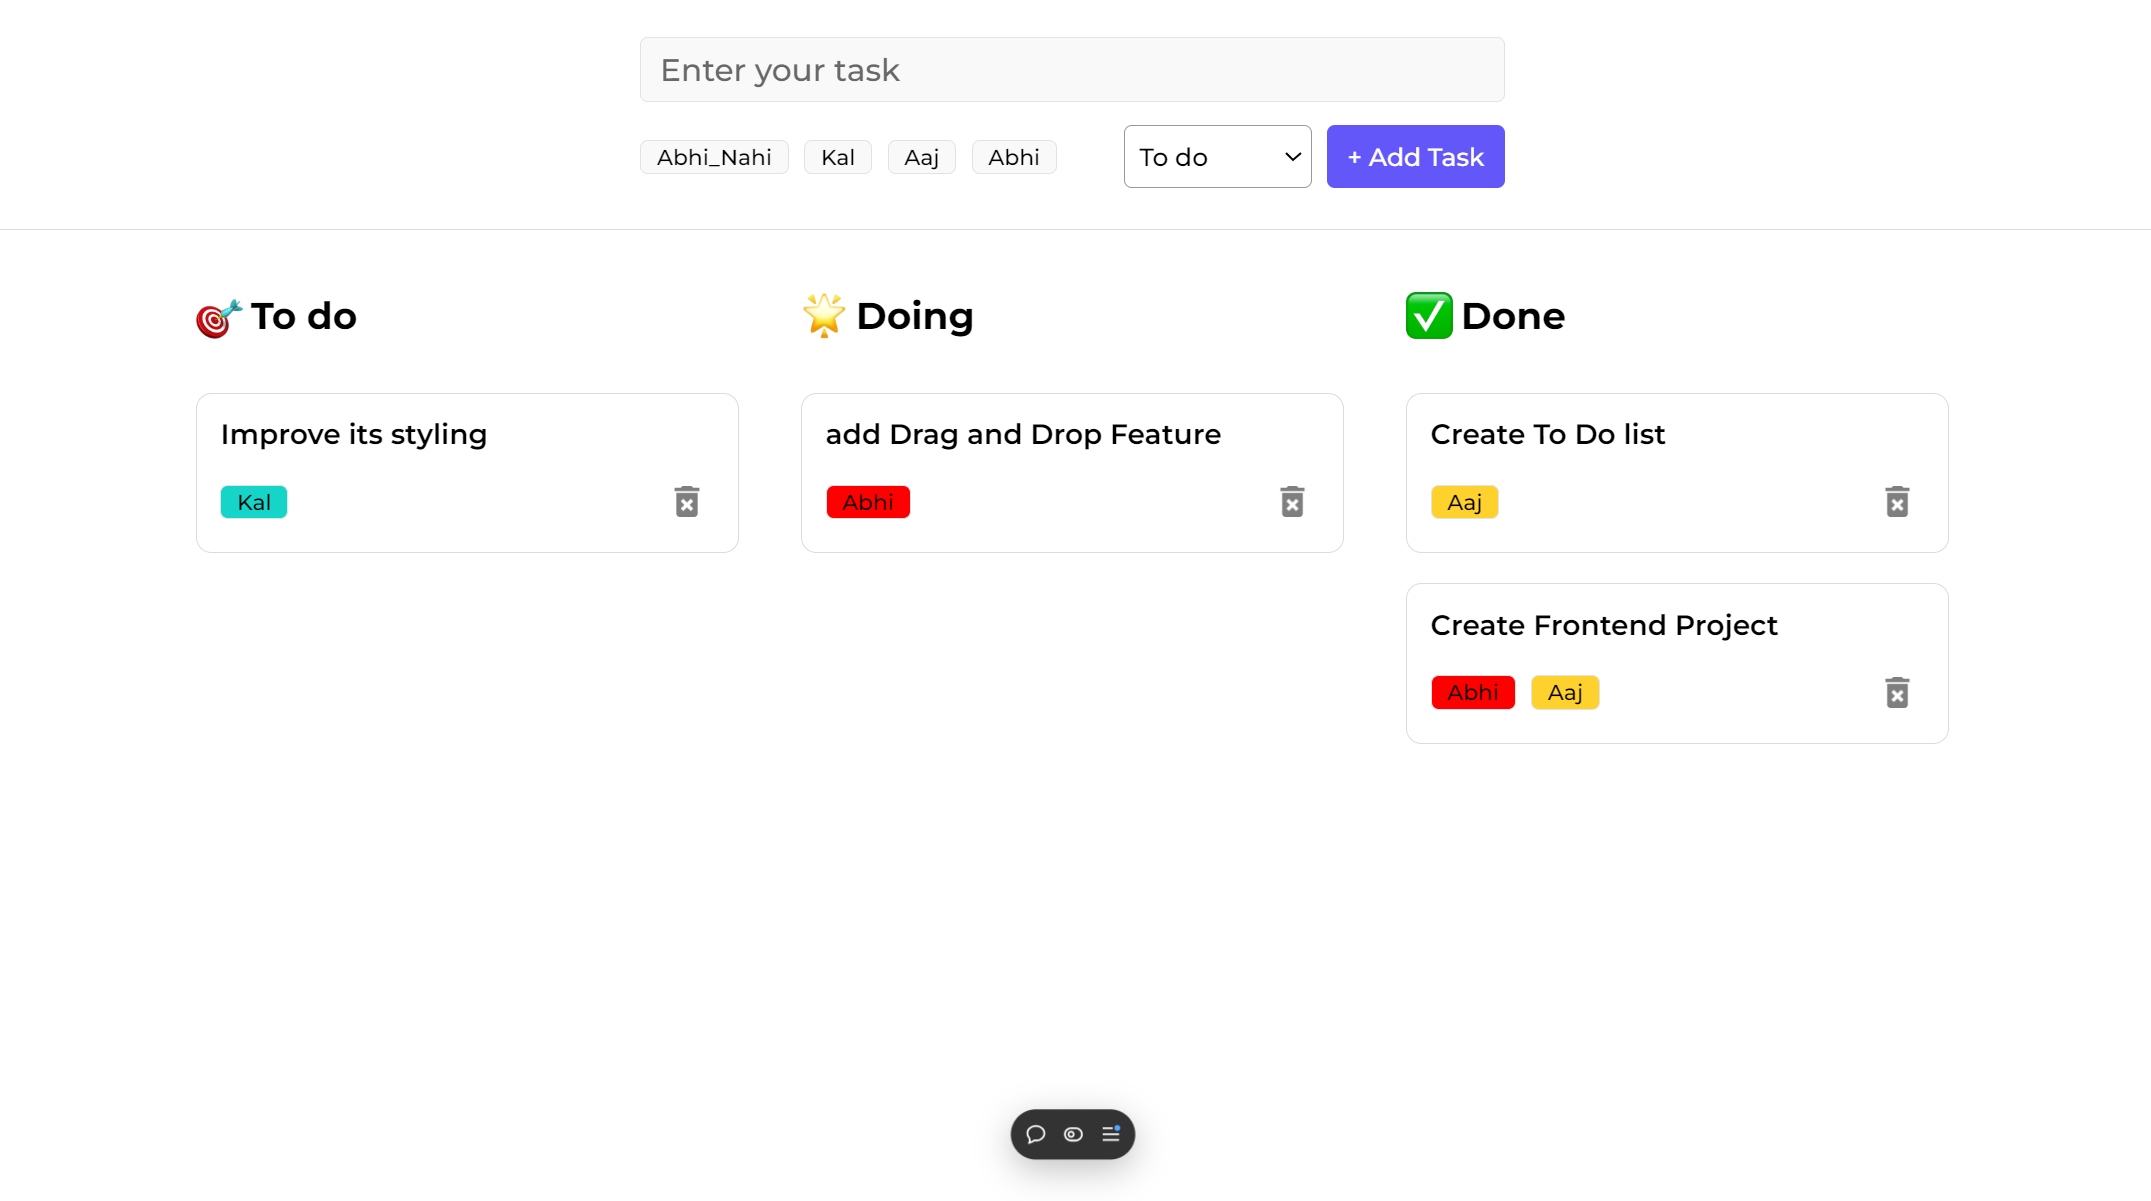 Enter your task
Abhi_Nahi Kal Aaj Abhi To do + Add Task
To do
Improve its styling
Kal
Doing
add Drag and Drop Feature
Abhi
Done
Create To Do list
Aaj
Create Frontend Project
Abhi Aaj